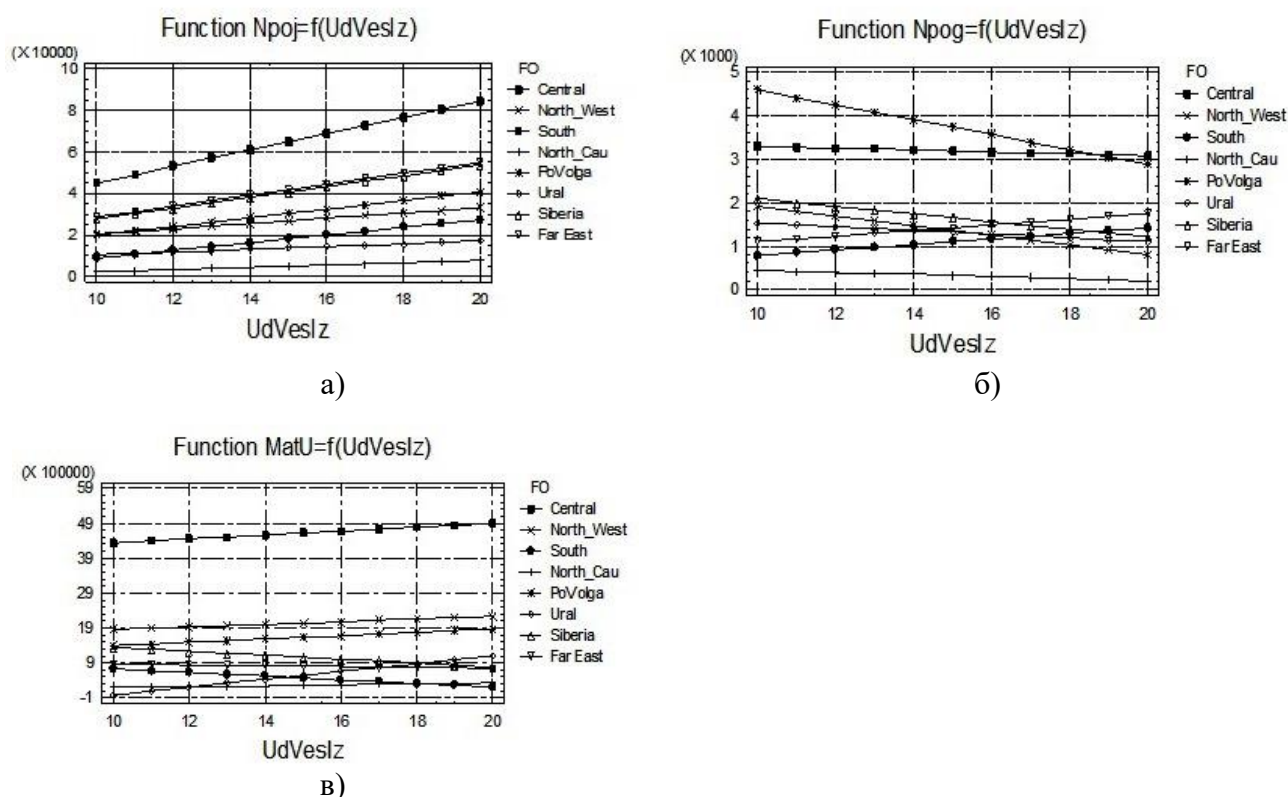 Function Npoj=f(UdVesIz)
(X 10000)
10
8
6
4
2
0
10 12 14 16 18 20
UdVesIz
FO
Central
North_West
South
North_Cau
PoVolga
Ural
Siberia
Far East
а)
Function Npog=f(UdVesIz)
(X 1000)
5
4
3
2
1
0
10 12 14 16 18 20
UdVesIz
FO
Central
North_West
South
North_Cau
PoVolga
Ural
Siberia
Far East
б)
Function MatU=f(UdVesIz)
(X 100000)
59
49
39
29
19
9
-1
10 12 14 16 18 20
UdVesIz
FO
Central
North_West
South
North_Cau
PoVolga
Ural
Siberia
Far East
в)